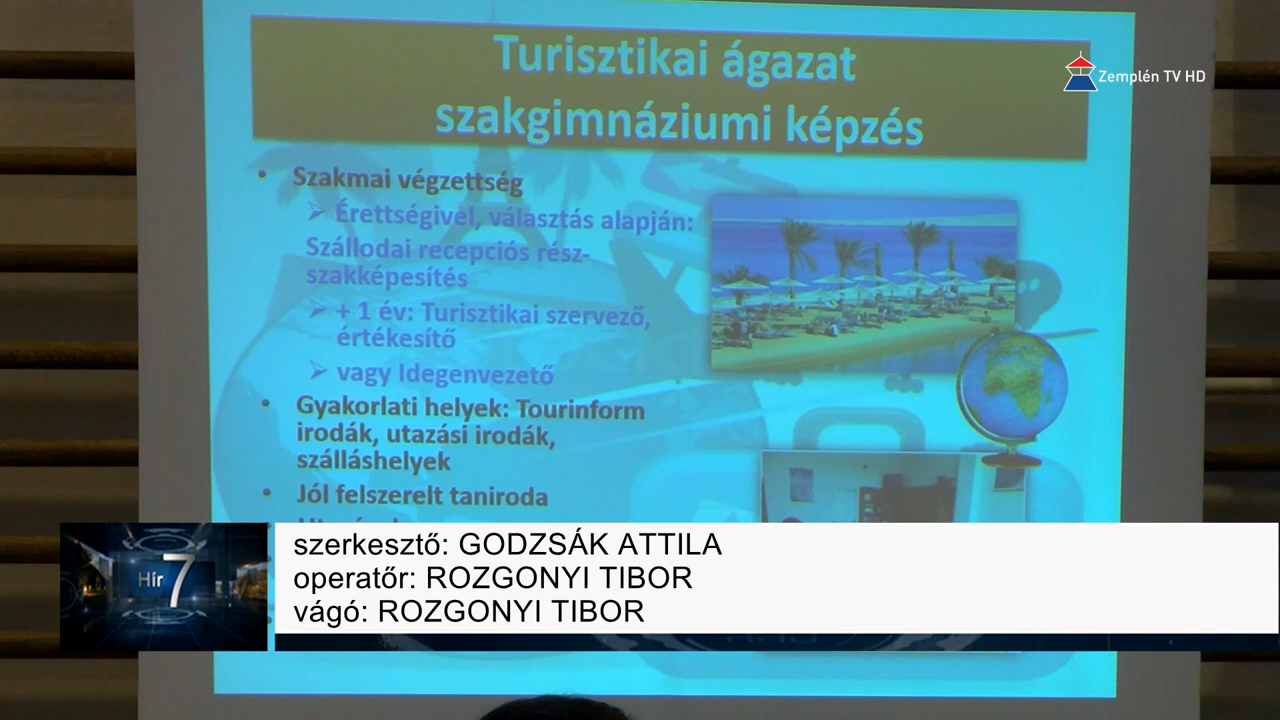 Turisztikai ágazat
szakgimnáziumi képzés
Zemplén TV HD
• Szakmai végzettség
➢ Érettségivel, választás alapján:
Szállodai recepciós rész-
szakképesítés
➢ + 1 év: Turisztikai szervező,
értékesítő
➢ vagy Idegenvezető
• Gyakorlati helyek: Tourinform
irodák, utazási irodák,
szálláshelyek
• Jól felszerelt taniroda
Hír 7
szerkesztő: GODZSÁK ATTILA
operatőr: ROZGONYI TIBOR
vágó: ROZGONYI TIBOR